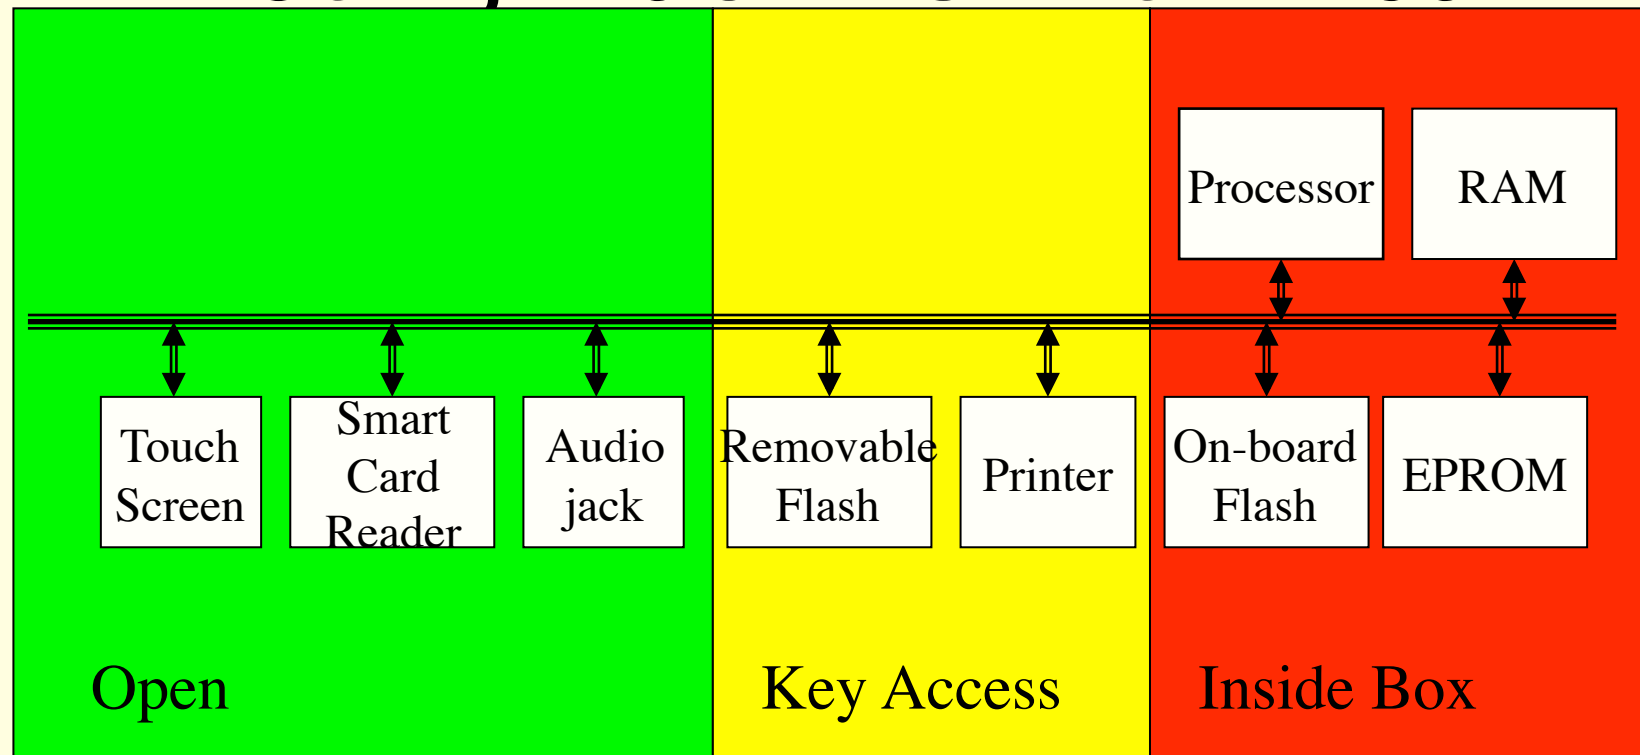 Processor
RAM
Touch
Screen
Smart
Card
Reader
Audio
jack
Removable
Flash
Printer
On-board
Flash
EPROM
Open
Key Access
Inside Box